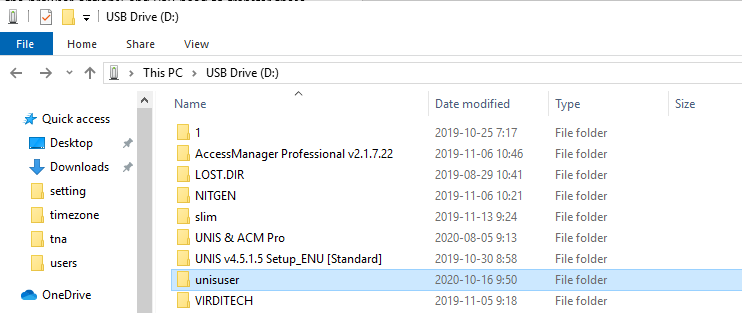 USB Drive (D:)
File Home Share View
This PC > USB Drive (D:)
Name Date modified Type Size
Quick access
Desktop
Downloads
setting
timezone
tna
users
OneDrive
1 2019-10-25 7:17 File folder
AccessManager Professional v2.1.7.22 2019-11-06 10:46 File folder
LOST.DIR 2019-08-29 10:41 File folder
NITGEN 2019-11-06 10:21 File folder
slim 2019-11-13 9:24 File folder
UNIS & ACM Pro 2020-08-05 9:13 File folder
UNIS v4.5.1.5 Setup_ENU [Standard] 2019-10-30 8:58 File folder
unisuser 2020-10-16 9:50 File folder
VIRDITECH 2019-11-05 9:18 File folder